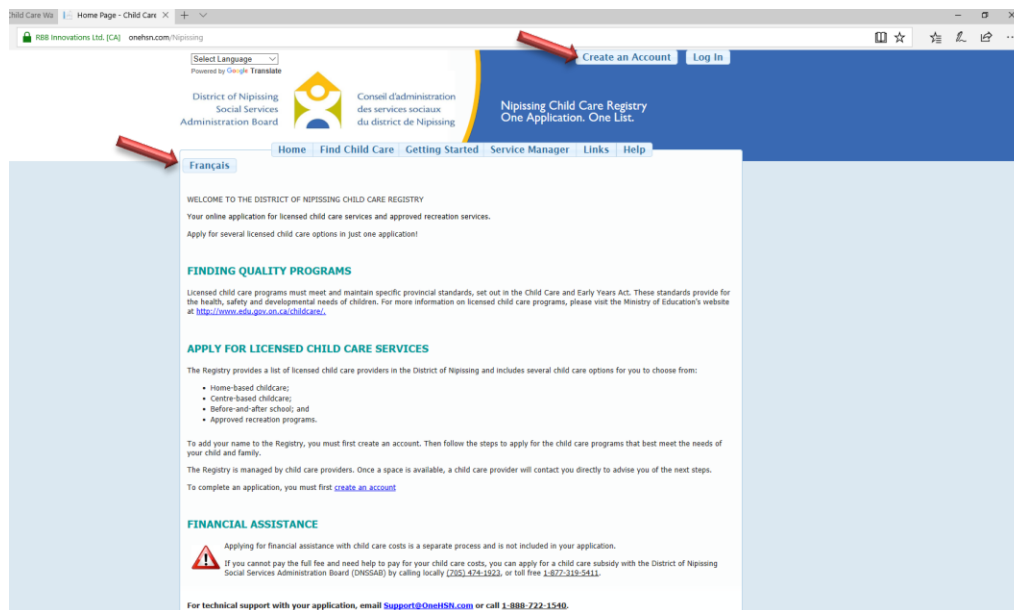 Child Care Wa
Home Page - Child Care
RBB Innovations Ltd. [CA] onehsn.com/Nipissing
Select Language
Powered by Google Translate
Create an Account Log In
District of Nipissing
Social Services
Administration Board
Conseil d'administration
des services sociaux
du district de Nipissing
Nipissing Child Care Registry
One Application. One List.
Home Find Child Care Getting Started Service Manager Links Help
Français
WELCOME TO THE DISTRICT OF NIPISSING CHILD CARE REGISTRY
Your online application for licensed child care services and approved recreation services.
Apply for several licensed child care options in just one application!
FINDING QUALITY PROGRAMS
Licensed child care programs must meet and maintain specific provincial standards, set out in the Child Care and Early Years Act. These standards provide for
the health, safety and developmental needs of children. For more information on licensed child care programs, please visit the Ministry of Education's website
at http://www.edu.gov.on.ca/childcare/.
APPLY FOR LICENSED CHILD CARE SERVICES
The Registry provides a list of licensed child care providers in the District of Nipissing and includes several child care options for you to choose from:
• Home-based childcare;
• Centre-based childcare;
• Before-and-after school; and
• Approved recreation programs.
To add your name to the Registry, you must first create an account. Then follow the steps to apply for the child care programs that best meet the needs of
your child and family.
The Registry is managed by child care providers. Once a space is available, a child care provider will contact you directly to advise you of the next steps.
To complete an application, you must first create an account
FINANCIAL ASSISTANCE
Applying for financial assistance with child care costs is a separate process and is not included in your application.
If you cannot pay the full fee and need help to pay for your child care costs, you can apply for a child care subsidy with the District of Nipissing
Social Services Administration Board (DNSSAB) by calling locally (705) 474-1923, or toll free 1-877-319-5411.
For technical support with your application, email Support@OneHSN.com or call 1-888-722-1540.